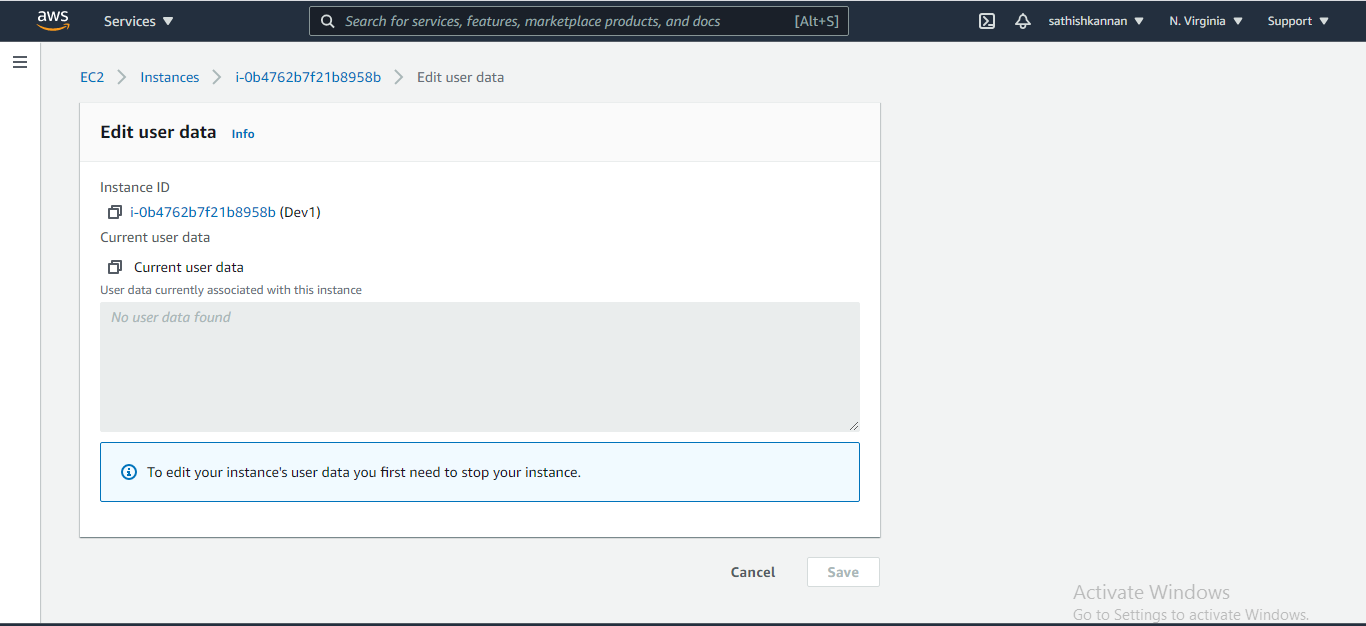 aws Services Search for services, features, marketplace products, and docs [Alt+S] sathishkannan N. Virginia Support
EC2 Instances i-0b4762b7f21b8958b Edit user data
Edit user data Info
Instance ID
i-0b4762b7f21b8958b (Dev1)
Current user data
Current user data
User data currently associated with this instance
No user data found
To edit your instance's user data you first need to stop your instance.
Cancel Save
Activate Windows
Go to Settings to activate Windows.